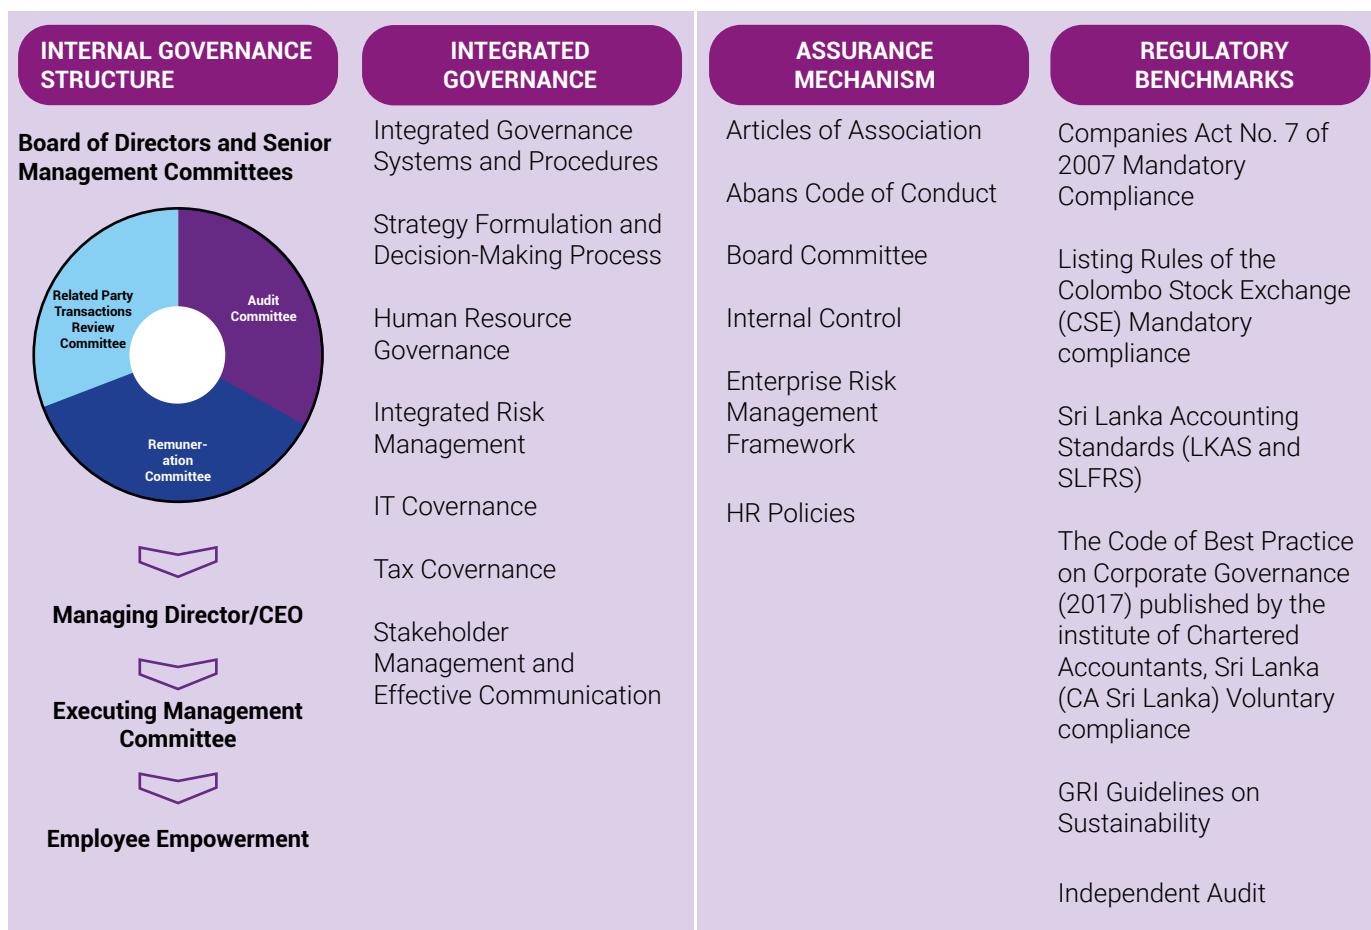 INTERNAL GOVERNANCE
STRUCTURE
Board of Directors and Senior
Management Committees
Related Party
Transactions
Review
Committee
Audit
Committee
Remuner-
ation
Committee
Managing Director/CEO
Executing Management
Committee
Employee Empowerment
INTEGRATED
GOVERNANCE
Integrated Governance
Systems and Procedures
Strategy Formulation and
Decision-Making Process
Human Resource
Governance
Integrated Risk
Management
IT Covernance
Tax Covernance
Stakeholder
Management and
Effective Communication
ASSURANCE
MECHANISM
Articles of Association
Abans Code of Conduct
Board Committee
Internal Control
Enterprise Risk
Management
Framework
HR Policies
REGULATORY
BENCHMARKS
Companies Act No. 7 of
2007 Mandatory
Compliance
Listing Rules of the
Colombo Stock Exchange
(CSE) Mandatory
compliance
Sri Lanka Accounting
Standards (LKAS and
SLFRS)
The Code of Best Practice
on Corporate Governance
(2017) published by the
institute of Chartered
Accountants, Sri Lanka
(CA Sri Lanka) Voluntary
compliance
GRI Guidelines on
Sustainability
Independent Audit